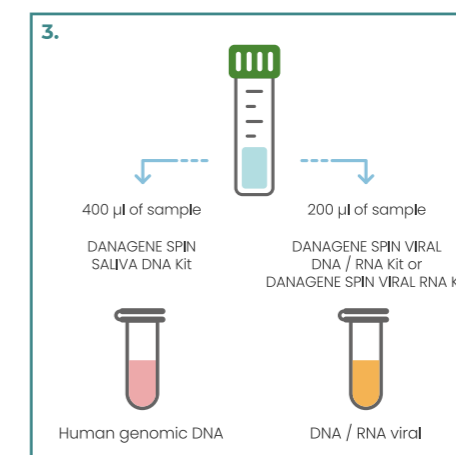 3.
400 µl of sample
DANAGENE SPIN
SALIVA DNA Kit
200 µl of sample
DANAGENE SPIN VIRAL
DNA / RNA Kit or
DANAGENE SPIN VIRAL RNA K
Human genomic DNA
DNA / RNA viral